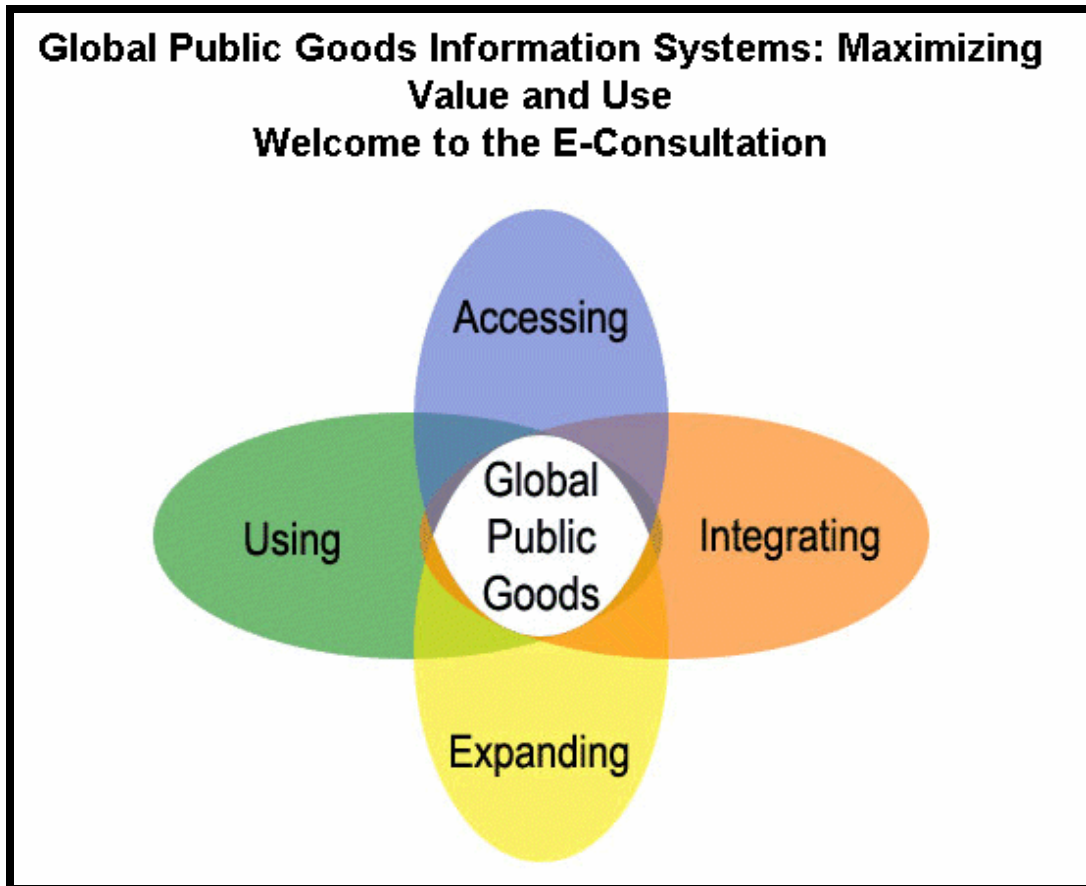 Global Public Goods Information Systems: Maximizing
Value and Use
Welcome to the E-Consultation
Accessing
Using
Global
Public
Goods
Integrating
Expanding